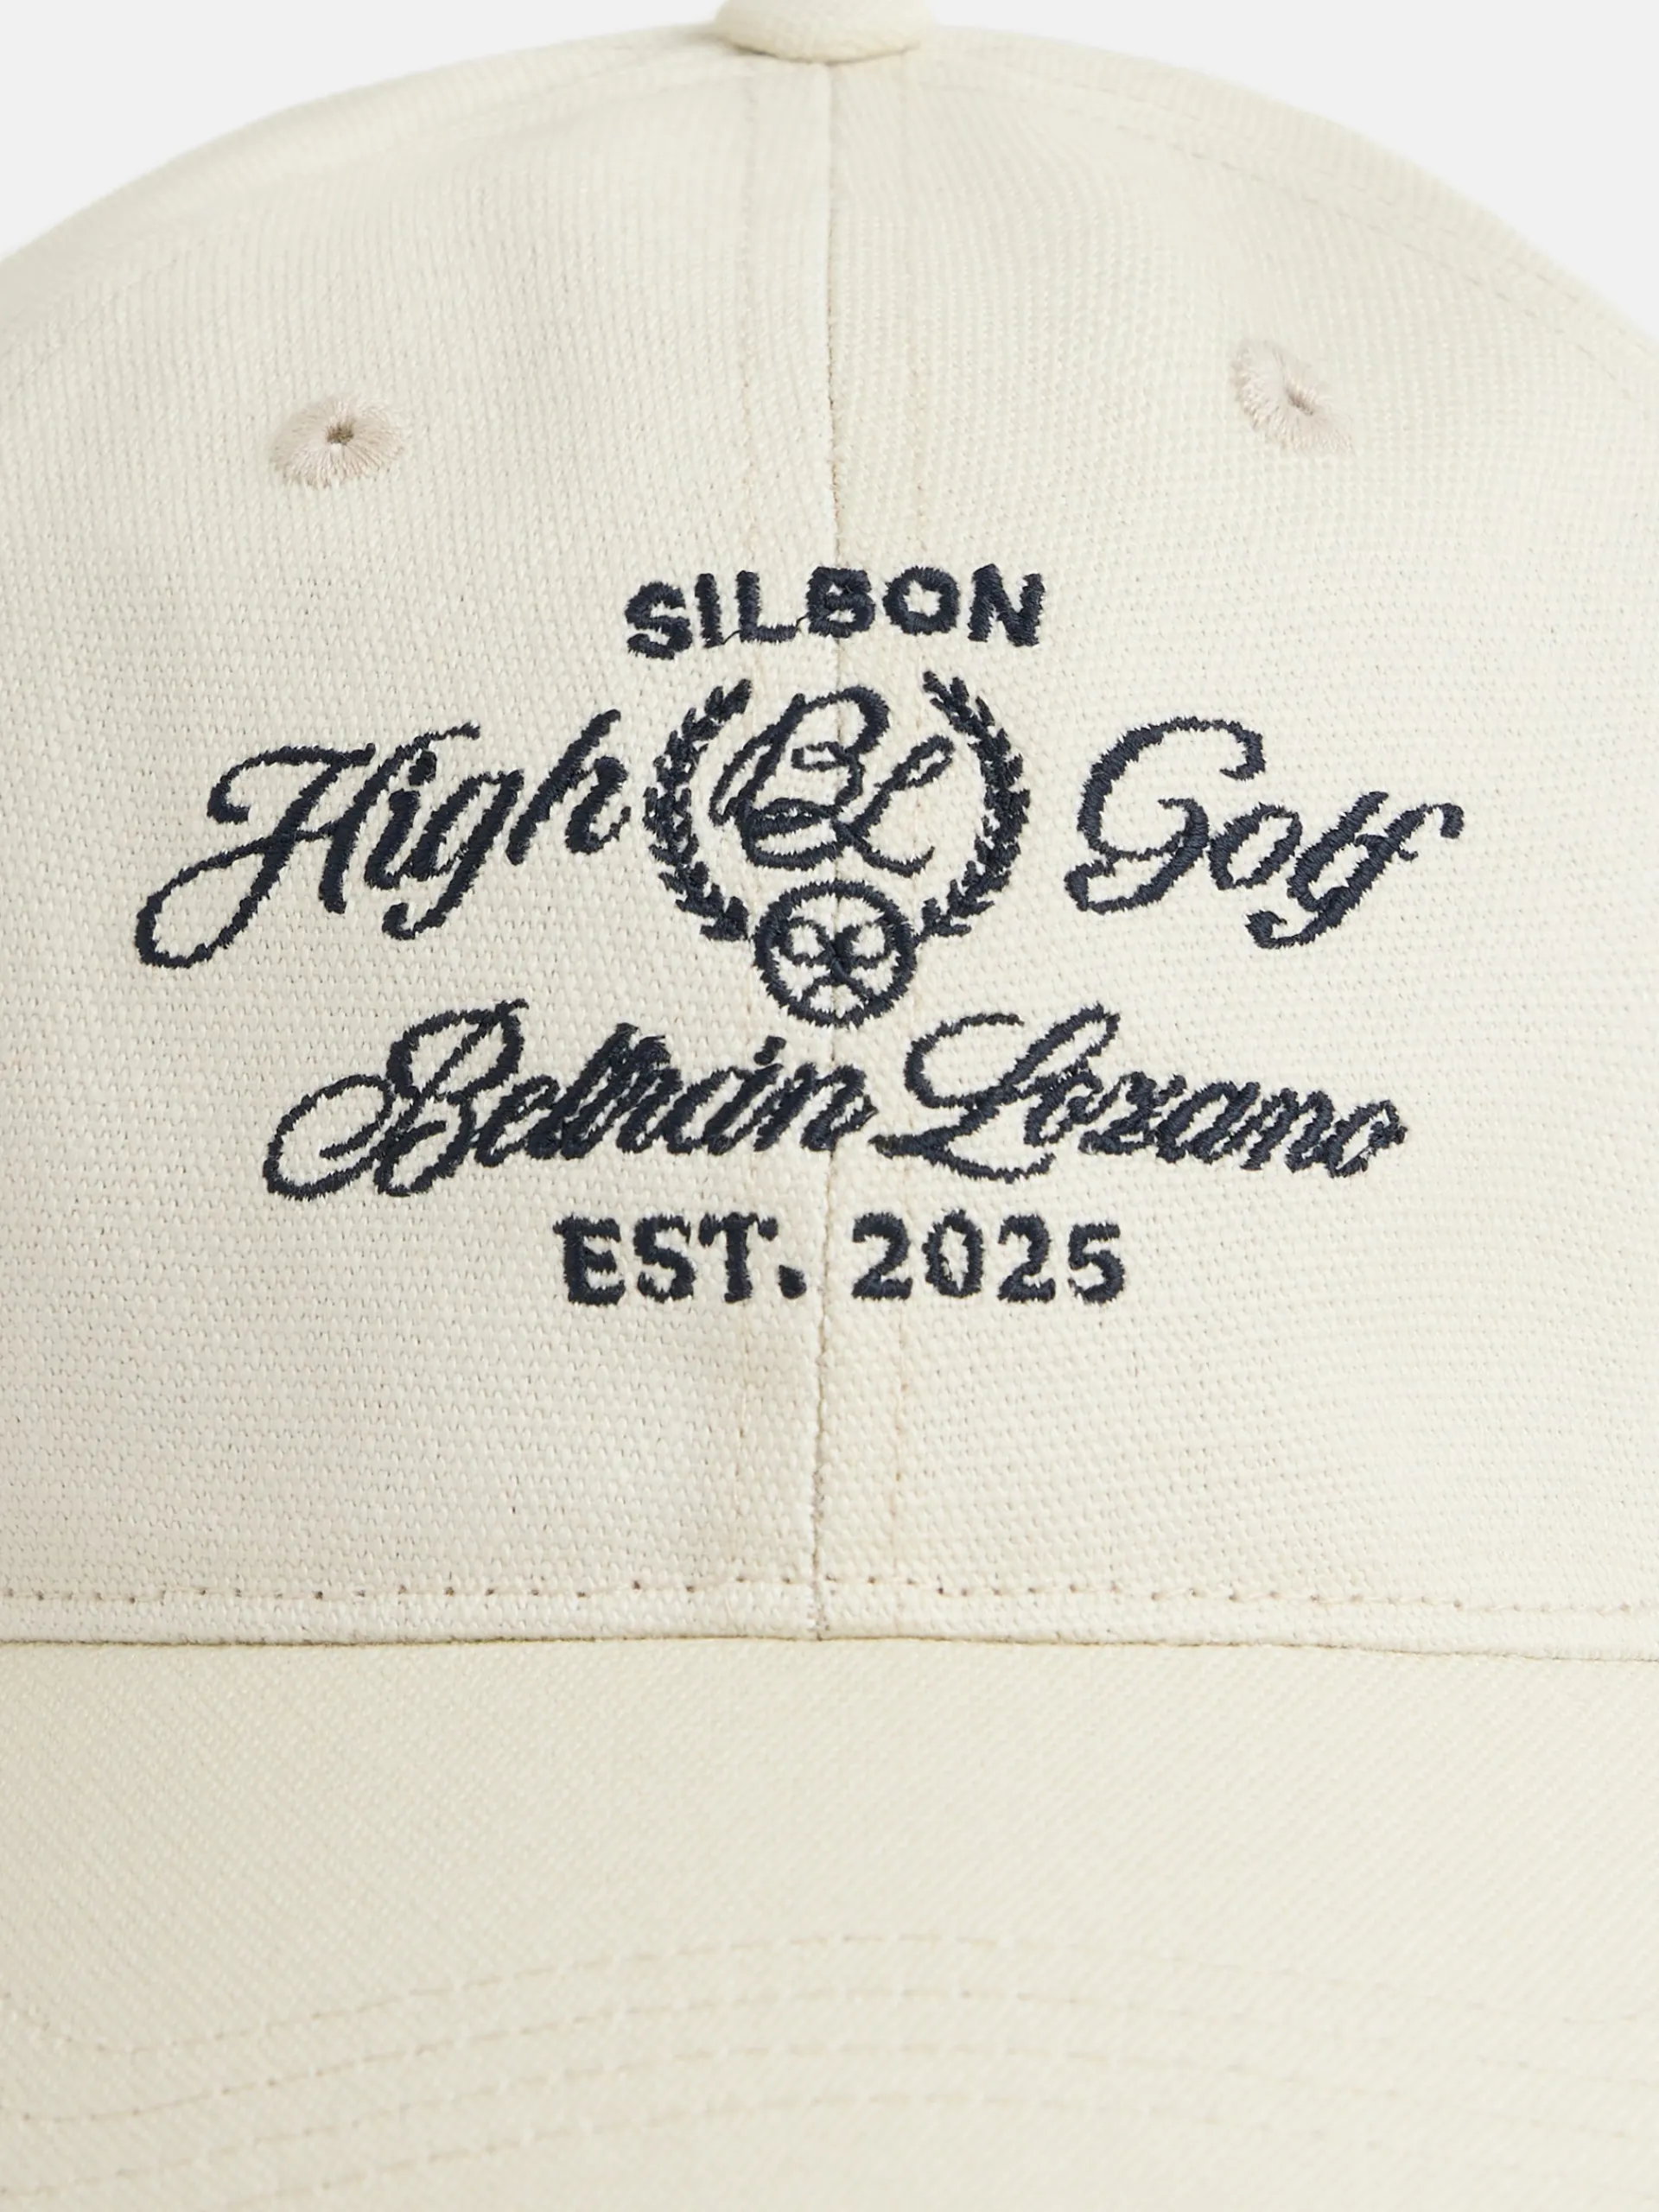 SILBON
High BL Golf
Beltrán Lozano
EST. 2025